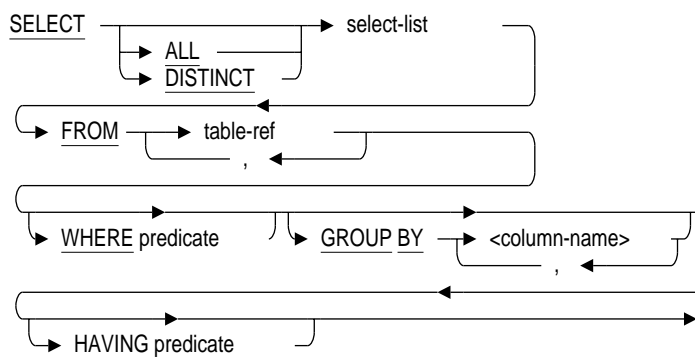 SELECT select-list
ALL
DISTINCT
FROM table-ref
,
WHERE predicate GROUP BY <column-name>
,
HAVING predicate